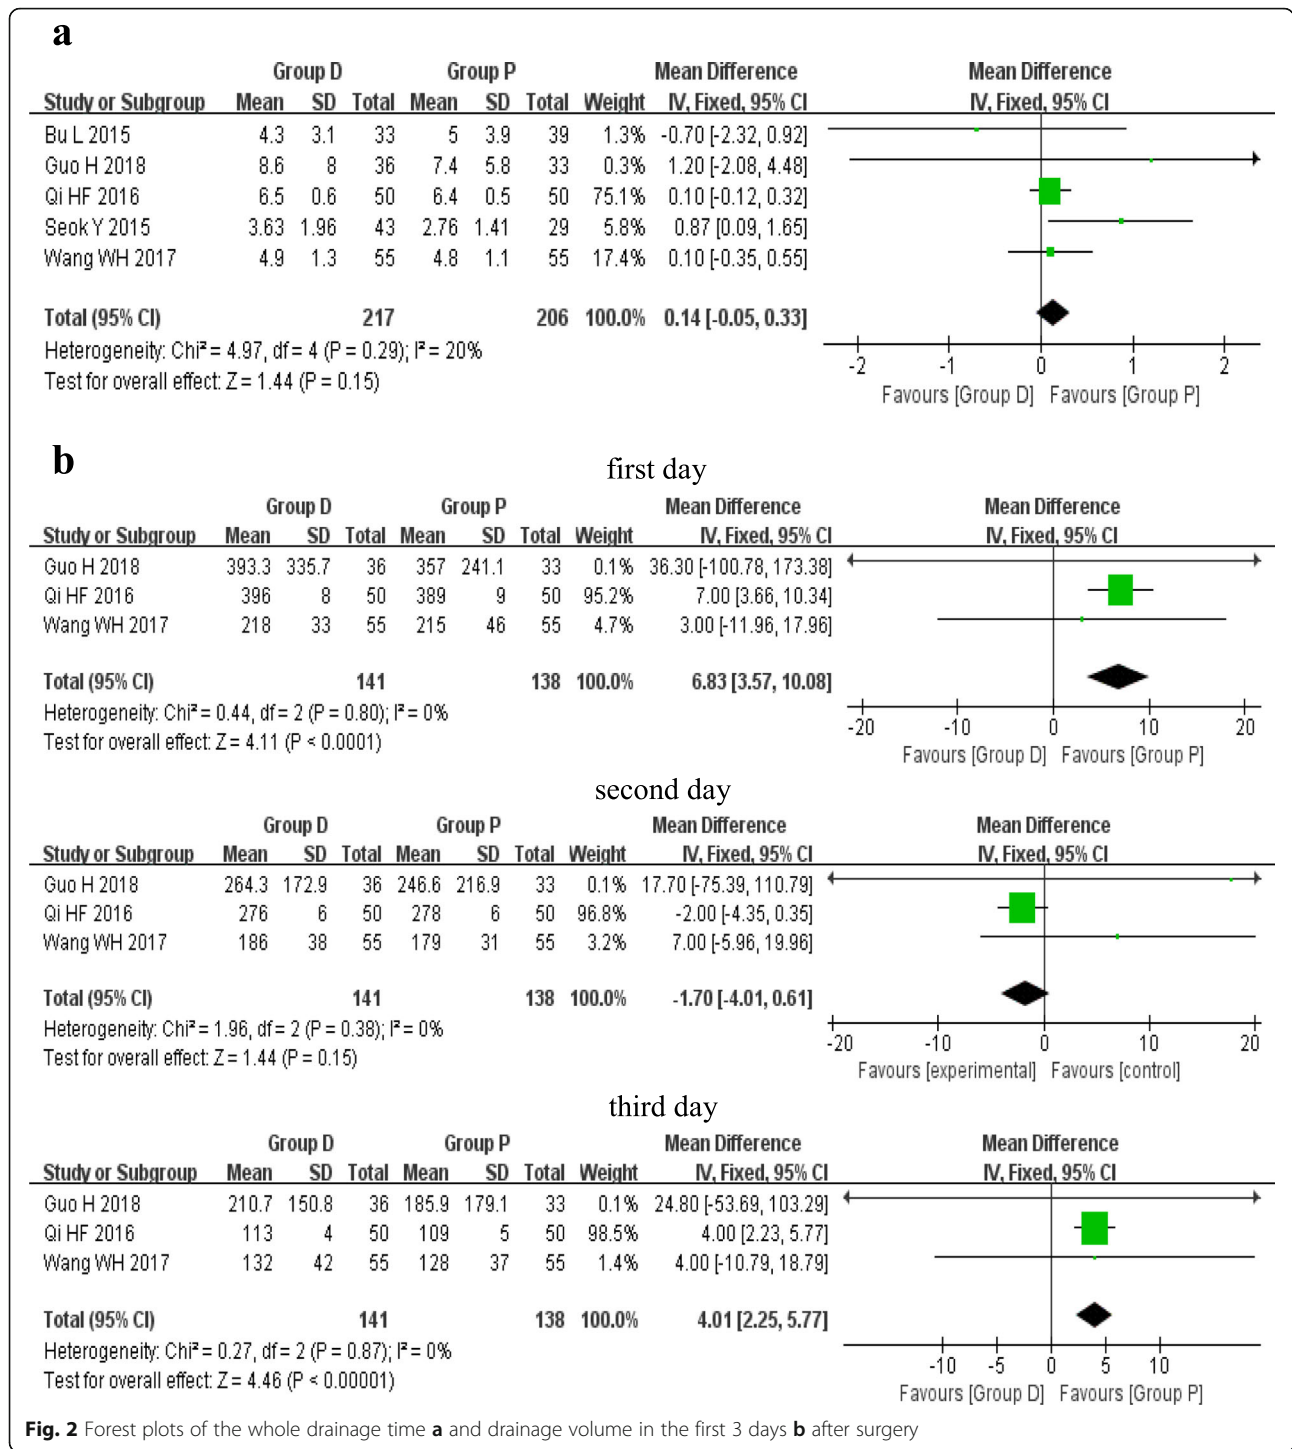 a
Group D Group P Mean Difference Mean Difference
Study or Subgroup Mean SD Total Mean SD Total Weight IV, Fixed, 95% CI IV, Fixed, 95% CI
Bu L 2015 4.3 3.1 33 5 3.9 39 1.3% -0.70 [-2.32, 0.92]
Guo H 2018 8.6 8 36 7.4 5.8 33 0.3% 1.20 [-2.08, 4.48]
Qi HF 2016 6.5 0.6 50 6.4 0.5 50 75.1% 0.10 [-0.12, 0.32]
Seok Y 2015 3.63 1.96 43 2.76 1.41 29 5.8% 0.87 [0.09, 1.65]
Wang WH 2017 4.9 1.3 55 4.8 1.1 55 17.4% 0.10 [-0.35, 0.55]
Total (95% CI) 217 206 100.0% 0.14 [-0.05, 0.33]
Heterogeneity: Chi² = 4.97, df = 4 (P = 0.29); I² = 20%
Test for overall effect: Z = 1.44 (P = 0.15)
-2 -1 0 1 2
Favours [Group D] Favours [Group P]
b
first day
Group D Group P Mean Difference Mean Difference
Study or Subgroup Mean SD Total Mean SD Total Weight IV, Fixed, 95% CI IV, Fixed, 95% CI
Guo H 2018 393.3 335.7 36 357 241.1 33 0.1% 36.30 [-100.78, 173.38]
Qi HF 2016 396 8 50 389 9 50 95.2% 7.00 [3.66, 10.34]
Wang WH 2017 218 33 55 215 46 55 4.7% 3.00 [-11.96, 17.96]
Total (95% CI) 141 138 100.0% 6.83 [3.57, 10.08]
Heterogeneity: Chi² = 0.44, df = 2 (P = 0.80); I² = 0%
Test for overall effect: Z = 4.11 (P < 0.0001)
-20 -10 0 10 20
Favours [Group D] Favours [Group P]
second day
Group D Group P Mean Difference Mean Difference
Study or Subgroup Mean SD Total Mean SD Total Weight IV, Fixed, 95% CI IV, Fixed, 95% CI
Guo H 2018 264.3 172.9 36 246.6 216.9 33 0.1% 17.70 [-75.39, 110.79]
Qi HF 2016 276 6 50 278 6 50 96.8% -2.00 [-4.35, 0.35]
Wang WH 2017 186 38 55 179 31 55 3.2% 7.00 [-5.96, 19.96]
Total (95% CI) 141 138 100.0% -1.70 [-4.01, 0.61]
Heterogeneity: Chi² = 1.96, df = 2 (P = 0.38); I² = 0%
Test for overall effect: Z = 1.44 (P = 0.15)
-20 -10 0 10 20
Favours [experimental] Favours [control]
third day
Group D Group P Mean Difference Mean Difference
Study or Subgroup Mean SD Total Mean SD Total Weight IV, Fixed, 95% CI IV, Fixed, 95% CI
Guo H 2018 210.7 150.8 36 185.9 179.1 33 0.1% 24.80 [-53.69, 103.29]
Qi HF 2016 113 4 50 109 5 50 98.5% 4.00 [2.23, 5.77]
Wang WH 2017 132 42 55 128 37 55 1.4% 4.00 [-10.79, 18.79]
Total (95% CI) 141 138 100.0% 4.01 [2.25, 5.77]
Heterogeneity: Chi² = 0.27, df = 2 (P = 0.87); I² = 0%
Test for overall effect: Z = 4.46 (P < 0.00001)
-10 -5 0 5 10
Favours [Group D] Favours [Group P]
Fig. 2 Forest plots of the whole drainage time a and drainage volume in the first 3 days b after surgery